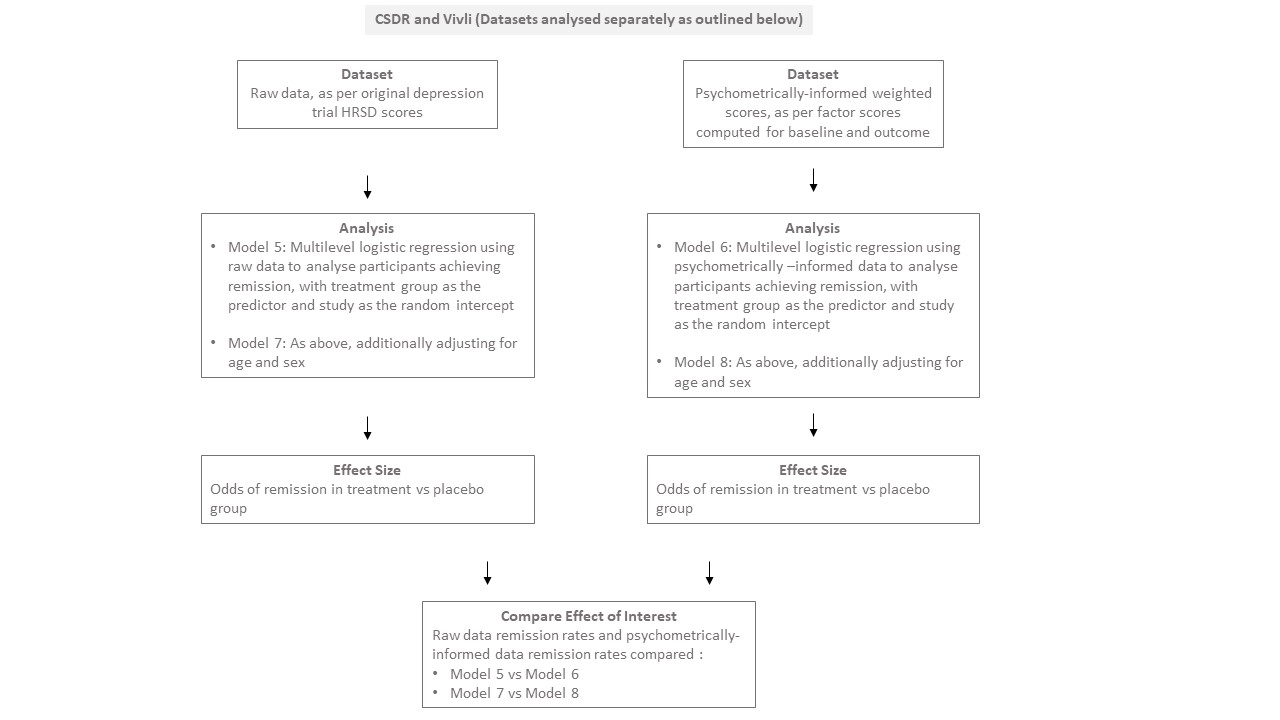 CSDR and Vivli (Datasets analysed separately as outlined below)
Dataset
Raw data, as per original depression
trial HRSD scores
Dataset
Psychometrically-informed weighted
scores, as per factor scores
computed for baseline and outcome
Analysis
• Model 5: Multilevel logistic regression using
raw data to analyse participants achieving
remission, with treatment group as the
predictor and study as the random intercept
• Model 7: As above, additionally adjusting for
age and sex
Analysis
• Model 6: Multilevel logistic regression using
psychometrically –informed data to analyse
participants achieving remission, with
treatment group as the predictor and study
as the random intercept
• Model 8: As above, additionally adjusting for
age and sex
Effect Size
Odds of remission in treatment vs placebo
group
Effect Size
Odds of remission in treatment vs placebo
group
Compare Effect of Interest
Raw data remission rates and psychometrically-
informed data remission rates compared :
• Model 5 vs Model 6
• Model 7 vs Model 8